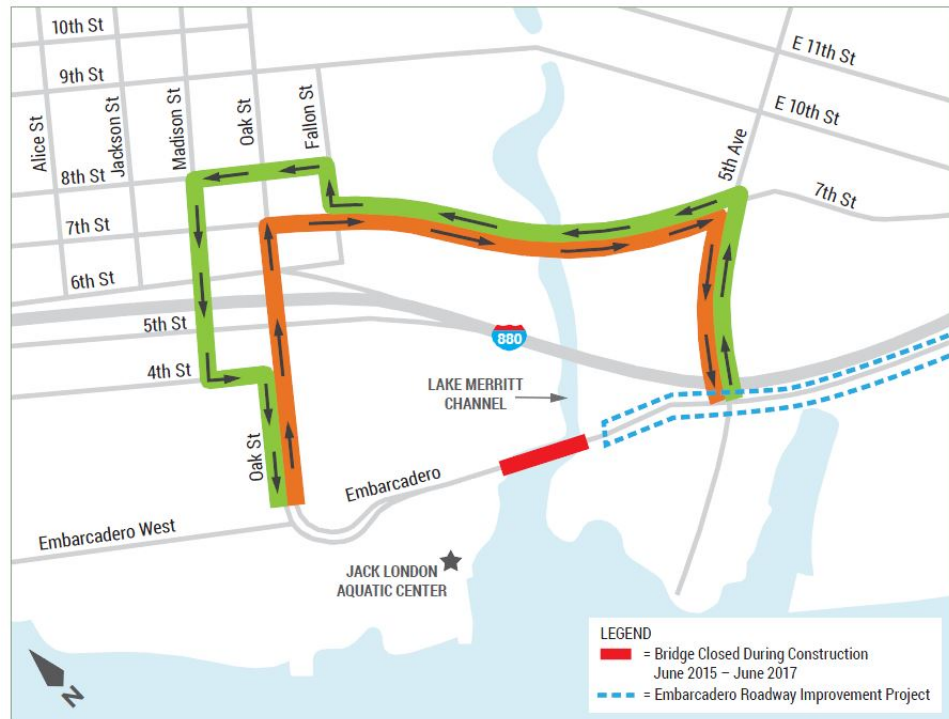 10th St
9th St
8th St
7th St
6th St
5th St
4th St
Alice St
Jackson St
Madison St
Oak St
Fallon St
E 11th St
E 10th St
5th Ave
7th St
880
LAKE MERRITT
CHANNEL
Oak St
Embarcadero
Embarcadero West
JACK LONDON
AQUATIC CENTER
N
LEGEND
= Bridge Closed During Construction
June 2015 – June 2017
= Embarcadero Roadway Improvement Project